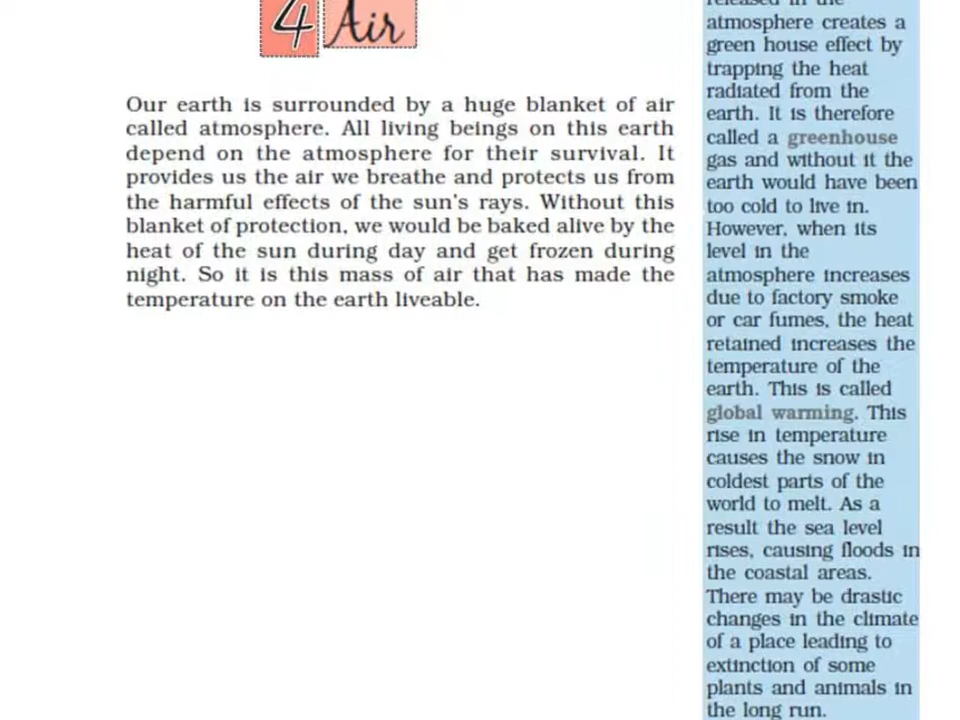 4 Air
Our earth is surrounded by a huge blanket of air
called atmosphere. All living beings on this earth
depend on the atmosphere for their survival. It
provides us the air we breathe and protects us from
the harmful effects of the sun's rays. Without this
blanket of protection, we would be baked alive by the
heat of the sun during day and get frozen during
night. So it is this mass of air that has made the
temperature on the earth liveable.
released in the
atmosphere creates a
green house effect by
trapping the heat
radiated from the
earth. It is therefore
called a greenhouse
gas and without it the
earth would have been
too cold to live in.
However, when its
level in the
atmosphere increases
due to factory smoke
or car fumes, the heat
retained increases the
temperature of the
earth. This is called
global warming. This
rise in temperature
causes the snow in
coldest parts of the
world to melt. As a
result the sea level
rises, causing floods in
the coastal areas.
There may be drastic
changes in the climate
of a place leading to
extinction of some
plants and animals in
the long run.